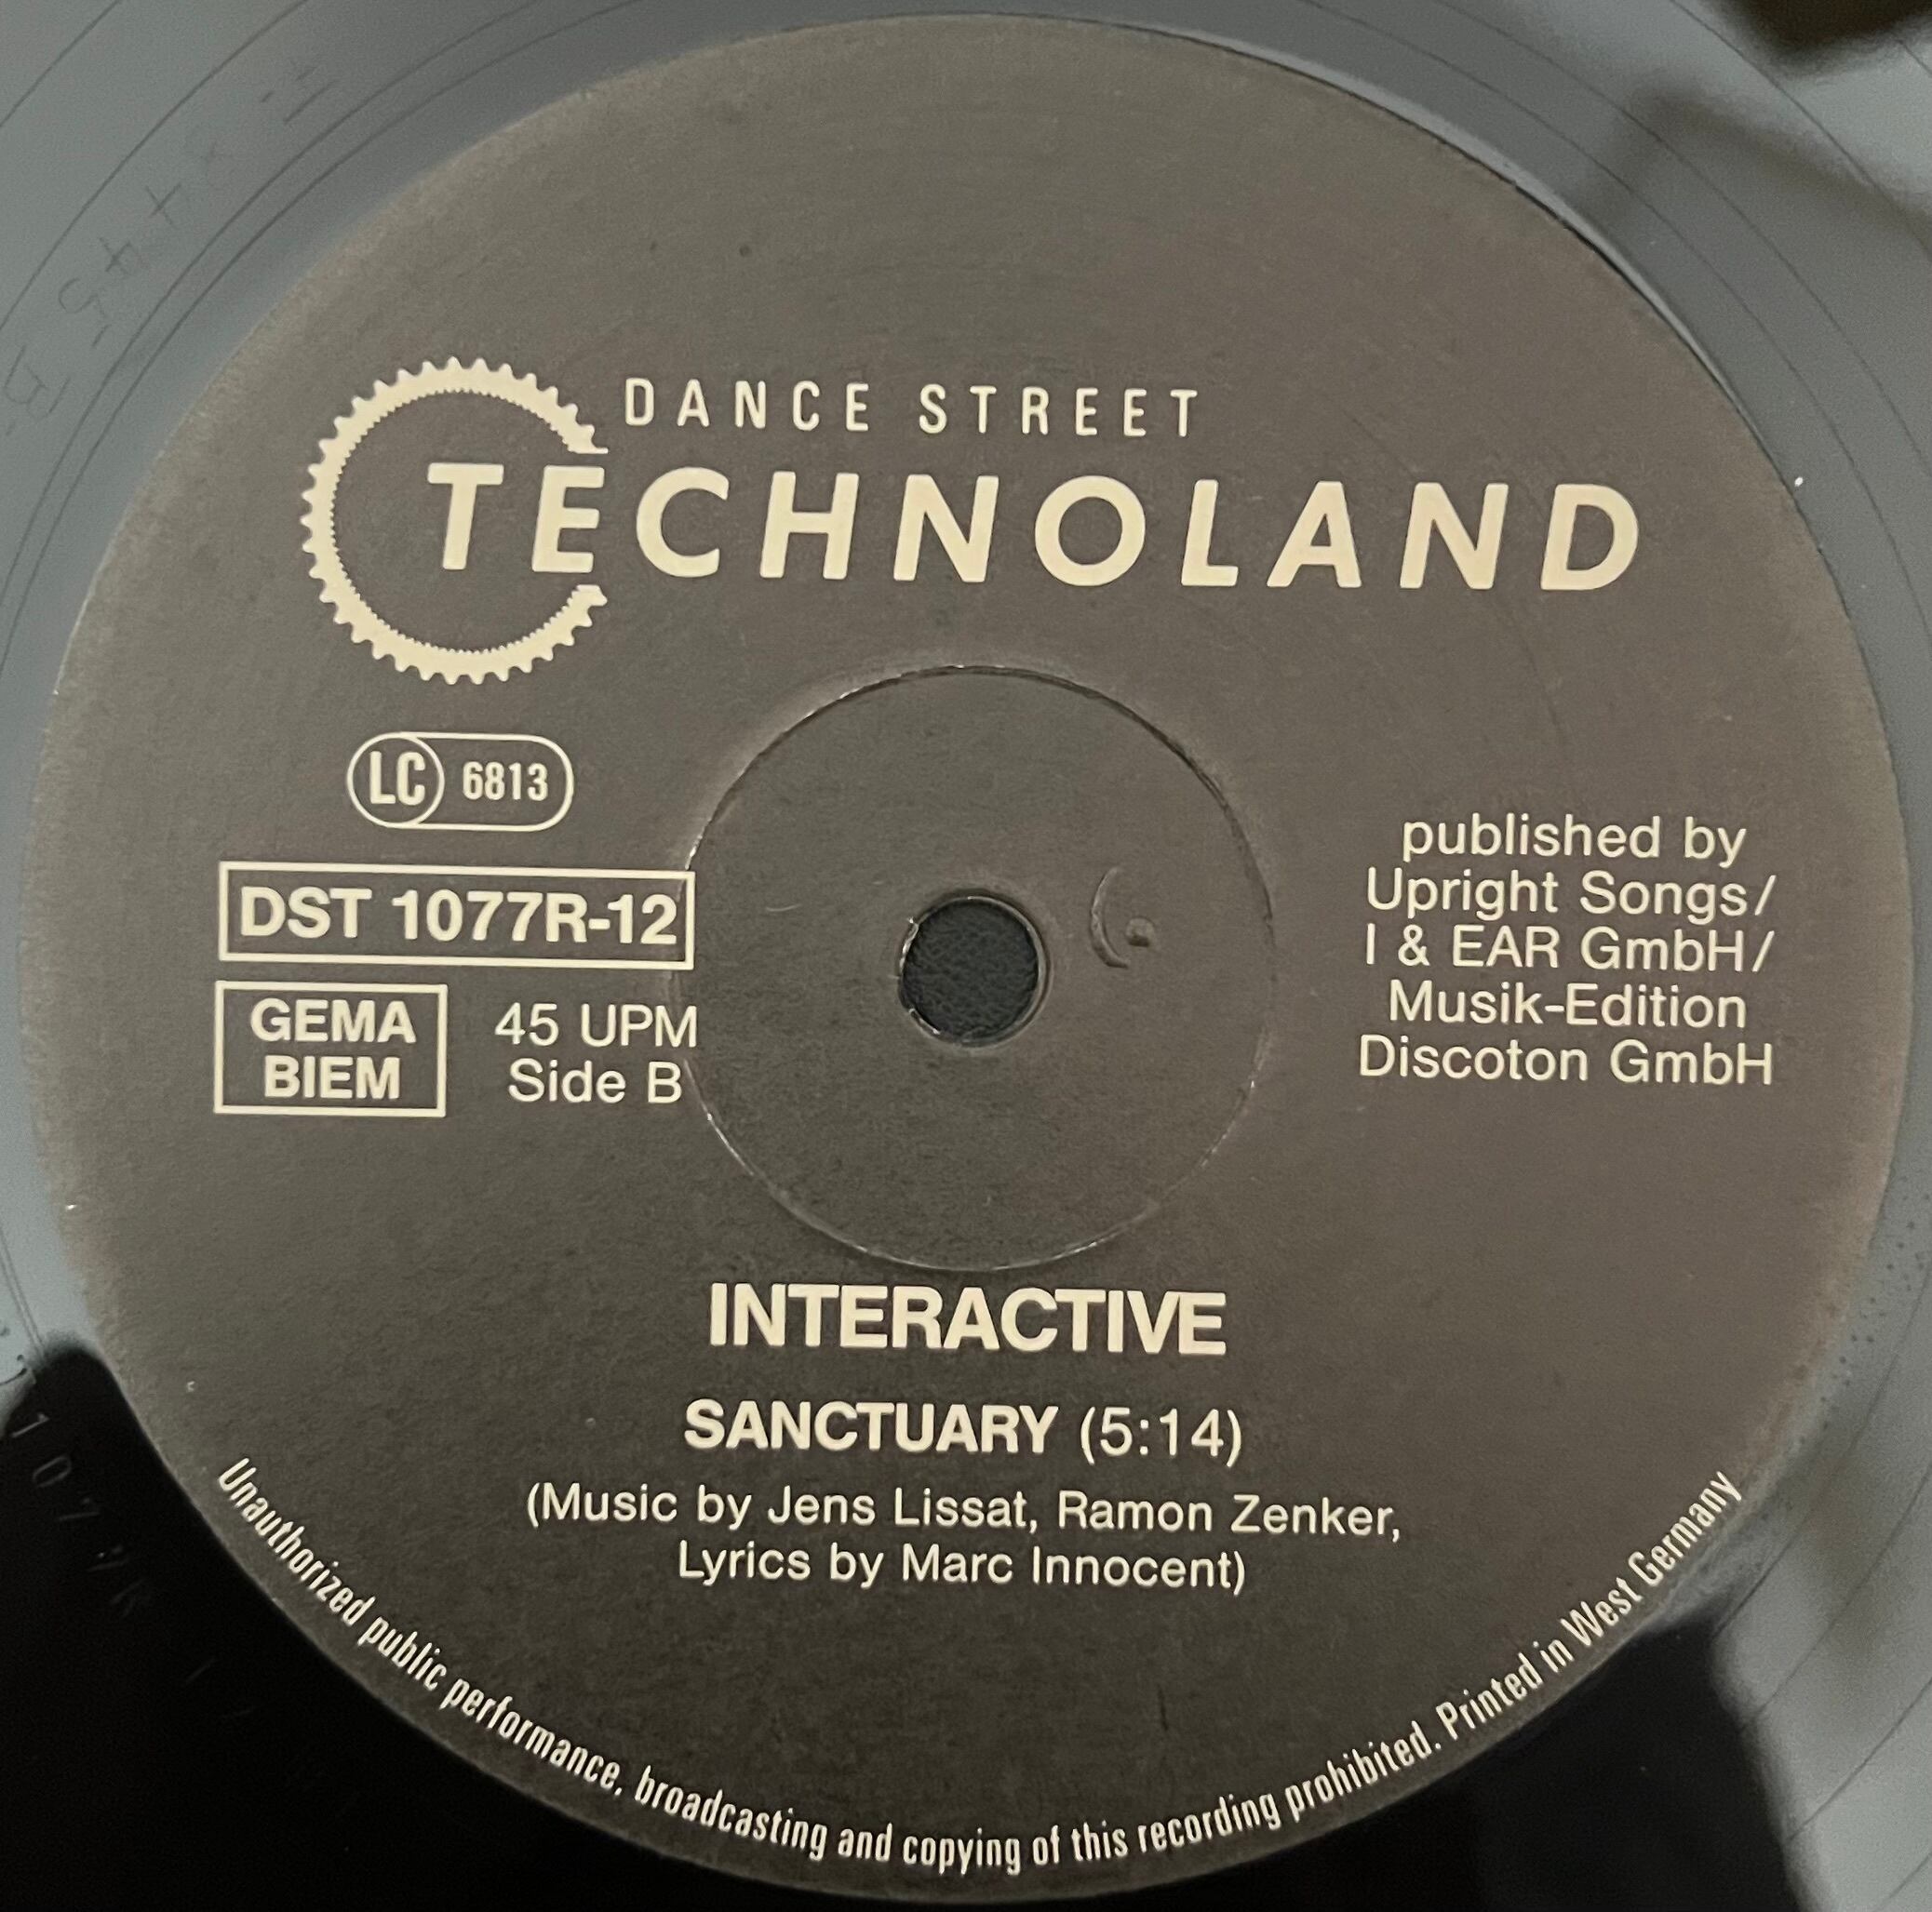 DANCE STREET
TECHNOLAND
LC 6813
DST 1077R-12
GEMA
BIEM
45 UPM
Side B
published by
Upright Songs/
I & EAR GmbH/
Musik-Edition
Discoton GmbH
INTERACTIVE
SANCTUARY (5:14)
(Music by Jens Lissat, Ramon Zenker,
Lyrics by Marc Innocent)
Unauthorized public performance, broadcasting and copying of this recording prohibited. Printed in West Germany